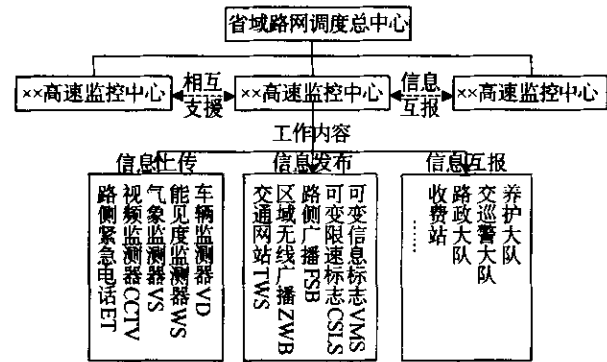 省域路网调度总中心
××高速监控中心
相互
支援
××高速监控中心
信息
互报
××高速监控中心
工作内容
信息上传
信息发布
信息互报
车辆监测器VD
能见度监测器WS
气象监测器VS
视频监测器CCTV
路侧紧急电话ET
可变信息标志VMS
可变限速标志CSLS
路侧广播FSB
区域无线广播ZWB
交通网站TWS
养护大队
交巡警大队
路政大队
收费站
……